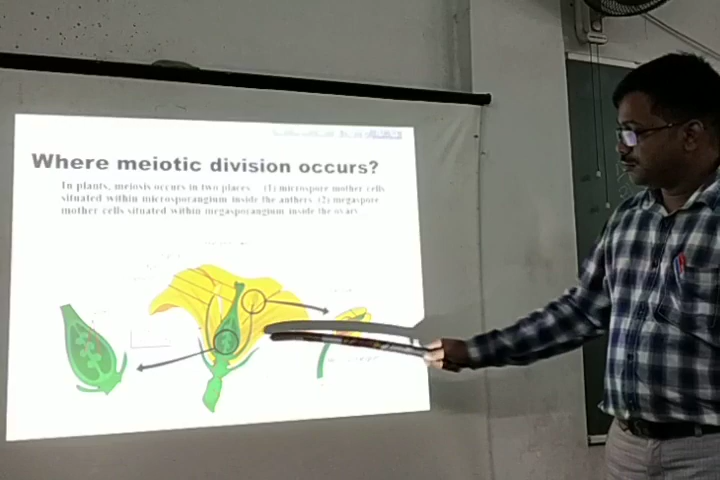 Where meiotic division occurs?
In plants, meiosis occurs in two places (1) microspore mother cells
situated within microsporangium inside the anthers (2) megaspore
mother cells situated within megasporangium inside the ovary